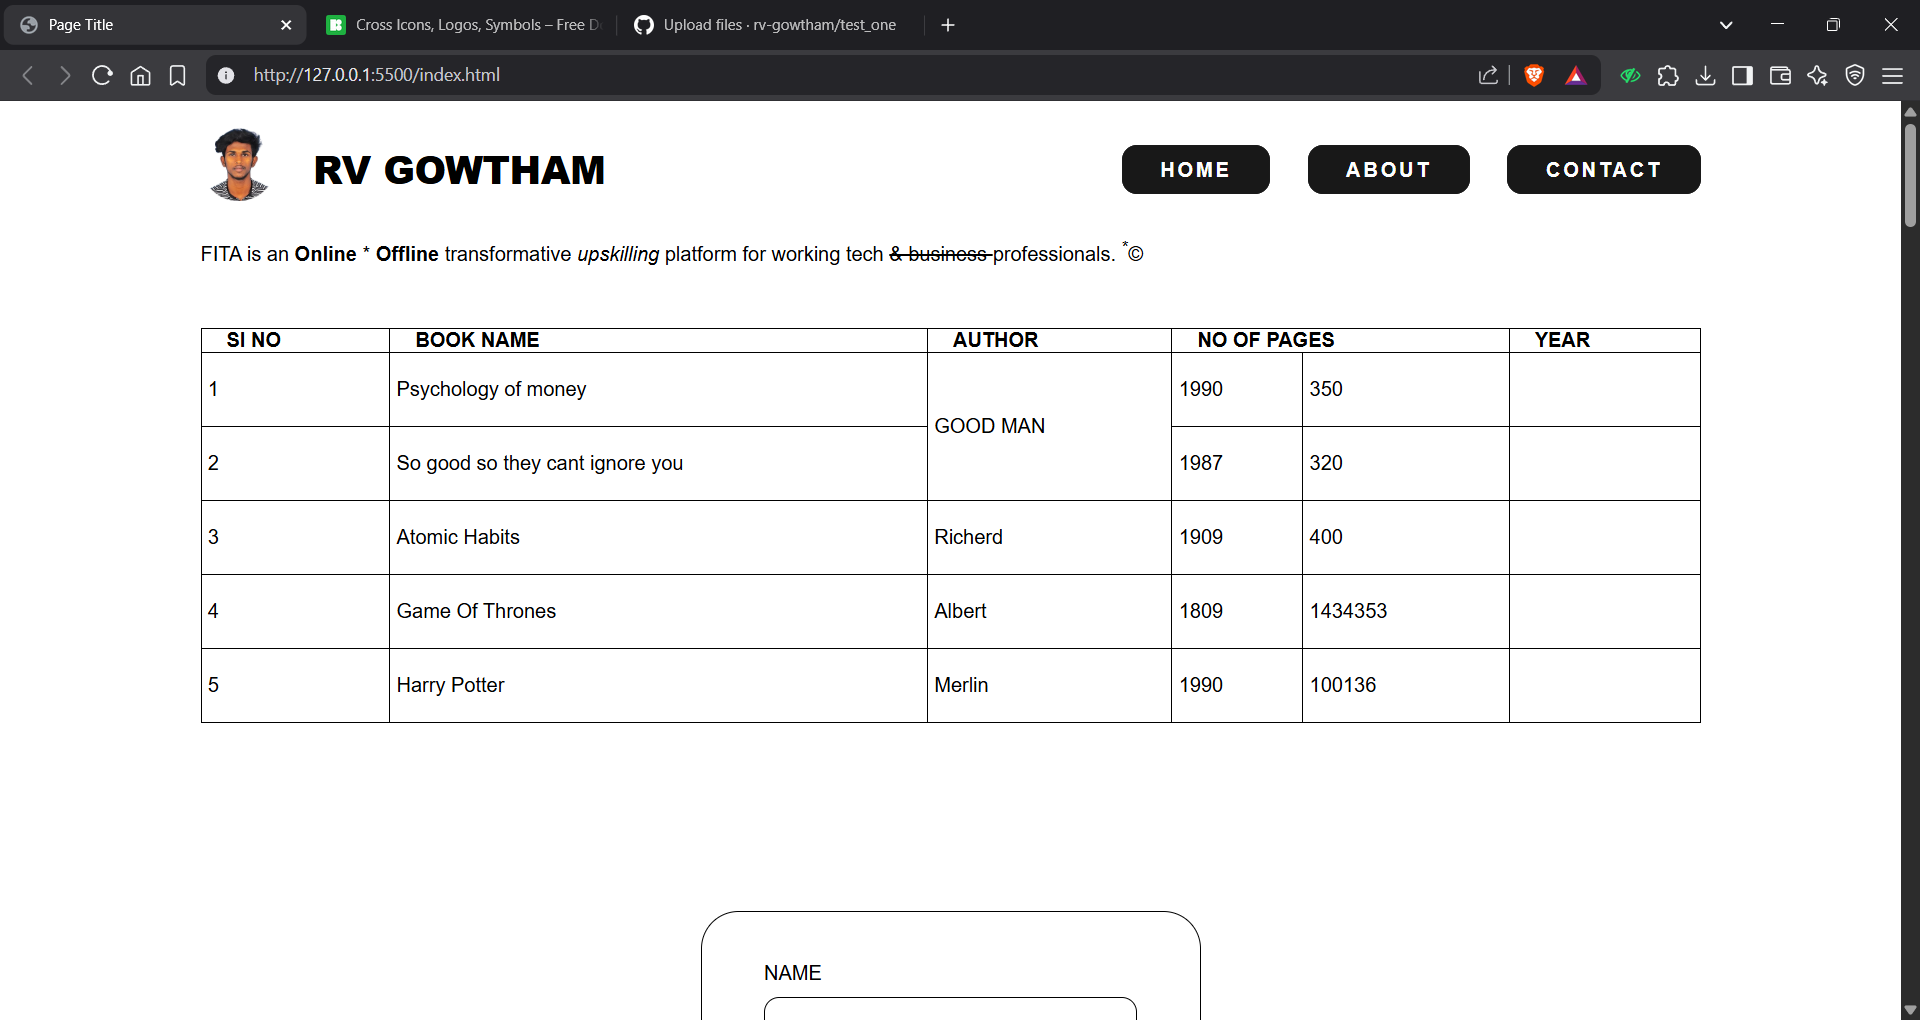 Page Title
Cross Icons, Logos, Symbols – Free D
Upload files · rv-gowtham/test_one
http://127.0.0.1:5500/index.html
RV GOWTHAM
HOME ABOUT CONTACT
FITA is an Online * Offline transformative upskilling platform for working tech & business professionals. *©
SI NO BOOK NAME AUTHOR NO OF PAGES YEAR
1 Psychology of money GOOD MAN 1990 350
2 So good so they cant ignore you 1987 320
3 Atomic Habits Richerd 1909 400
4 Game Of Thrones Albert 1809 1434353
5 Harry Potter Merlin 1990 100136
NAME